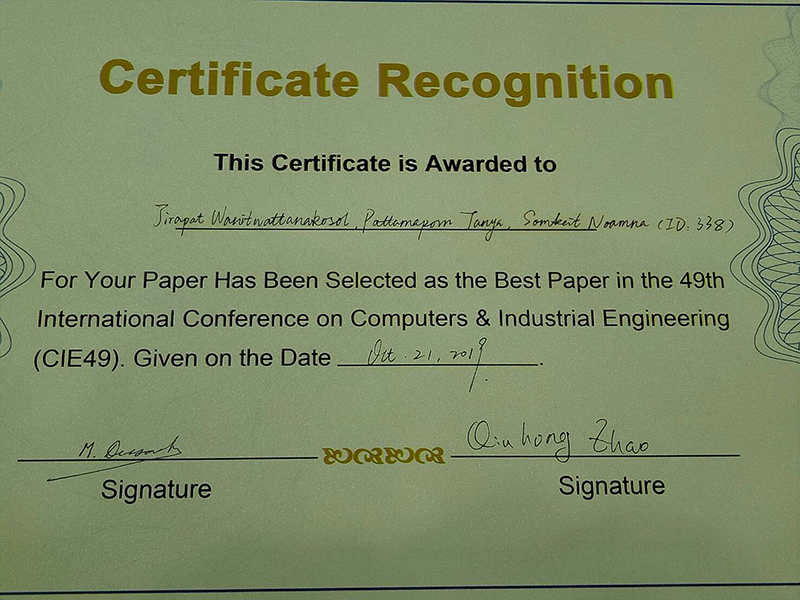 Certificate Recognition
This Certificate is Awarded to
Jirapat Wanitwattanakosol, Pattamaporn Tanya, Somkeit Noamna (ID: 338)
For Your Paper Has Been Selected as the Best Paper in the 49th
International Conference on Computers & Industrial Engineering
(CIE49). Given on the Date Oct. 21, 2019.
M. Qiuhong Zhao
Signature Signature